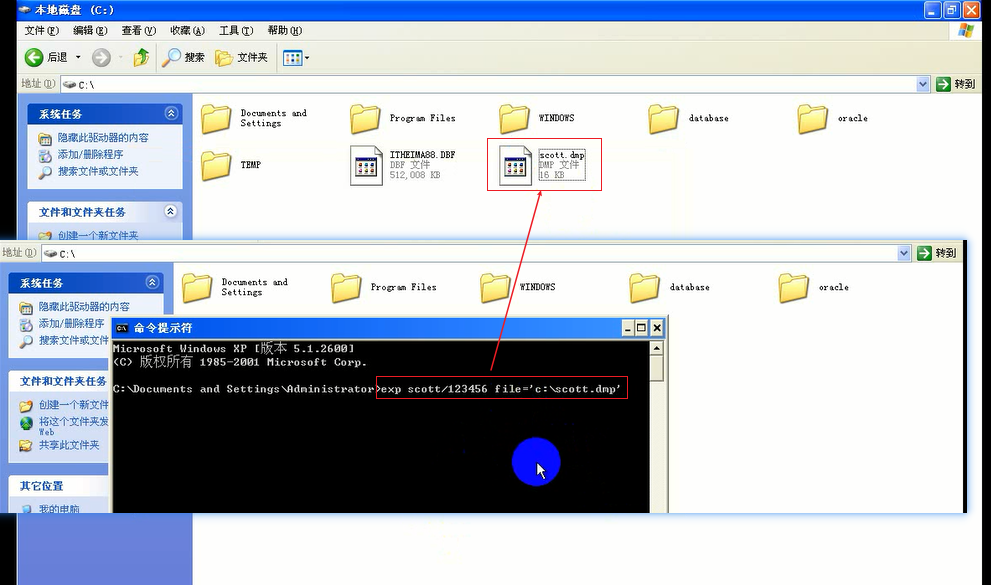 本地磁盘 (C:)
文件(F) 编辑(E) 查看(V) 收藏(A) 工具(T) 帮助(H)
后退 搜索 文件夹
地址(D) C:\ 转到
系统任务
隐藏此驱动器的内容
添加/删除程序
搜索文件或文件夹
文件和文件夹任务
创建一个新文件夹
Documents and
Settings
Program Files
WINDOWS
database
oracle
TEMP
ITHEIMA88.DBF
DBF 文件
512,008 KB
scott.dmp
DMP 文件
16 KB
地址(D) C:\ 转到
系统任务
隐藏此驱动器的内容
添加/删除程序
搜索文件或文件
文件和文件夹任务
创建一个新文件
将这个文件夹发
Web
共享此文件夹
其它位置
我的电脑
Documents and
Settings
Program Files
WINDOWS
database
oracle
命令提示符
Microsoft Windows XP [版本 5.1.2600]
(C) 版权所有 1985-2001 Microsoft Corp.
C:\Documents and Settings\Administrator>exp scott/123456 file='c:\scott.dmp'